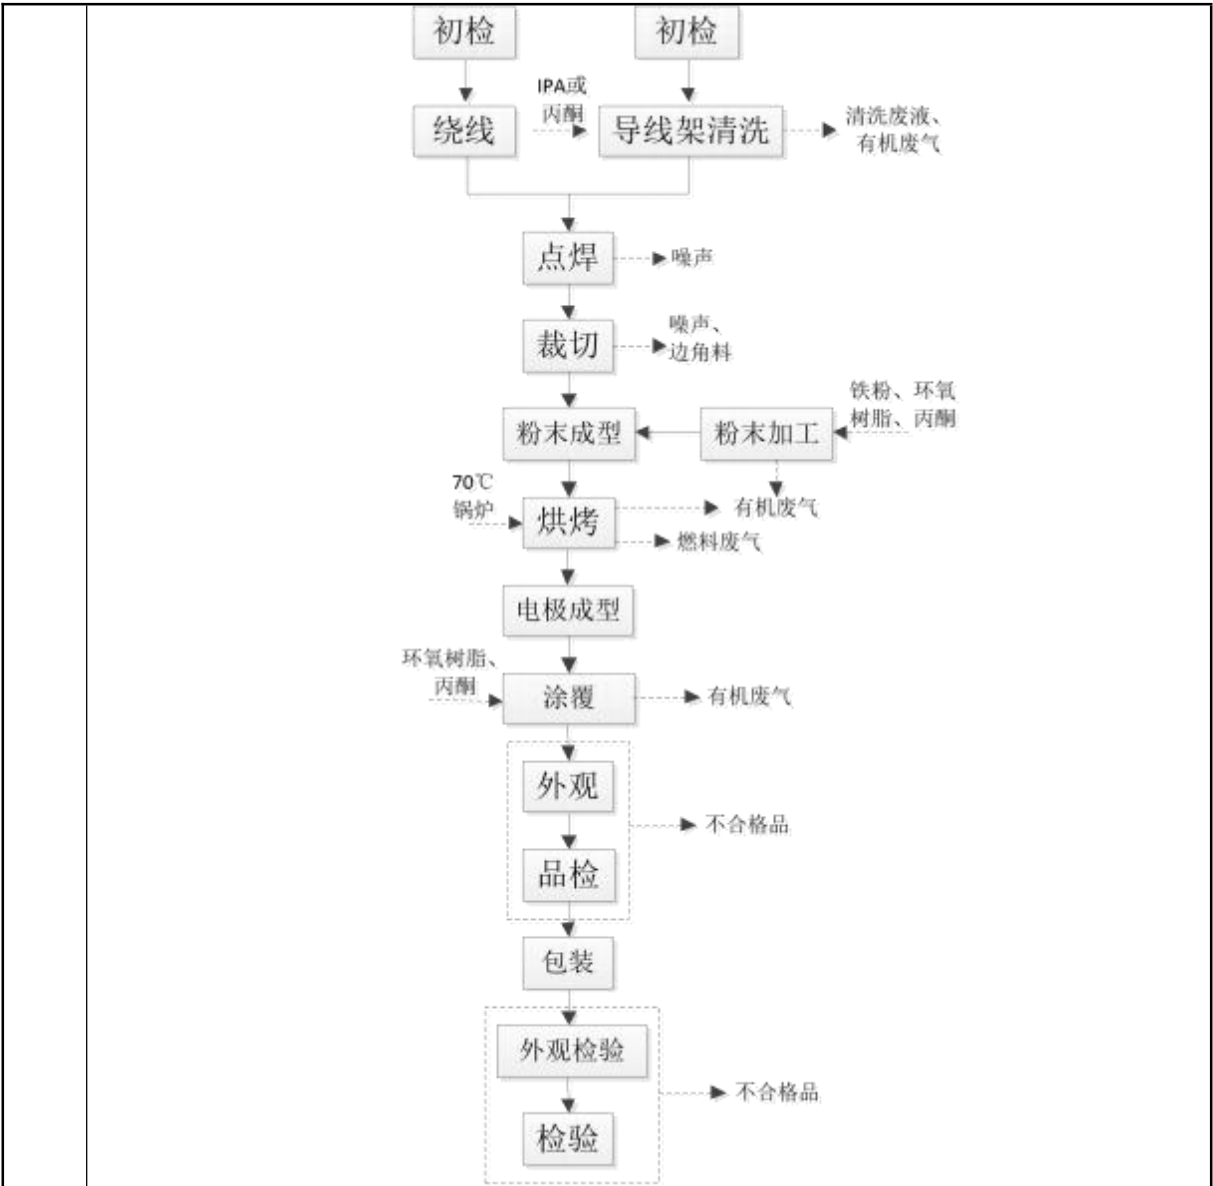 初检
初检
IPA或
丙酮
绕线
导线架清洗
清洗废液、
有机废气
点焊
噪声
裁切
噪声、
边角料
铁粉、环氧
树脂、丙酮
粉末成型
粉末加工
70℃
锅炉
烘烤
有机废气
燃料废气
电极成型
环氧树脂、
丙酮
涂覆
有机废气
外观
不合格品
品检
包装
外观检验
不合格品
检验